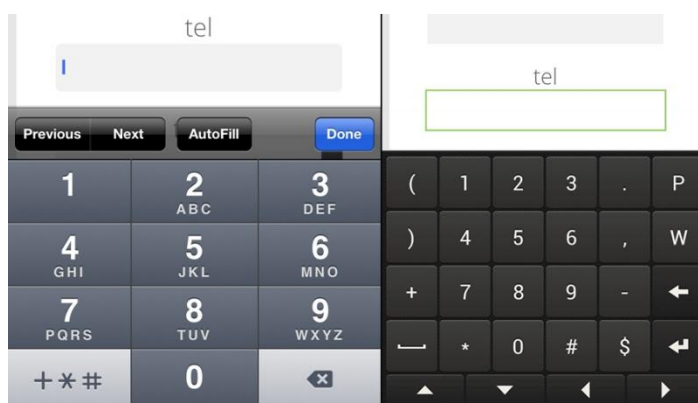 tel
Previous Next AutoFill Done
1 2 ABC 3 DEF
4 GHI 5 JKL 6 MNO
7 PQRS 8 TUV 9 WXYZ
+*# 0
tel
( 1 2 3 . P
) 4 5 6 , W
+ 7 8 9 -
* 0 # $